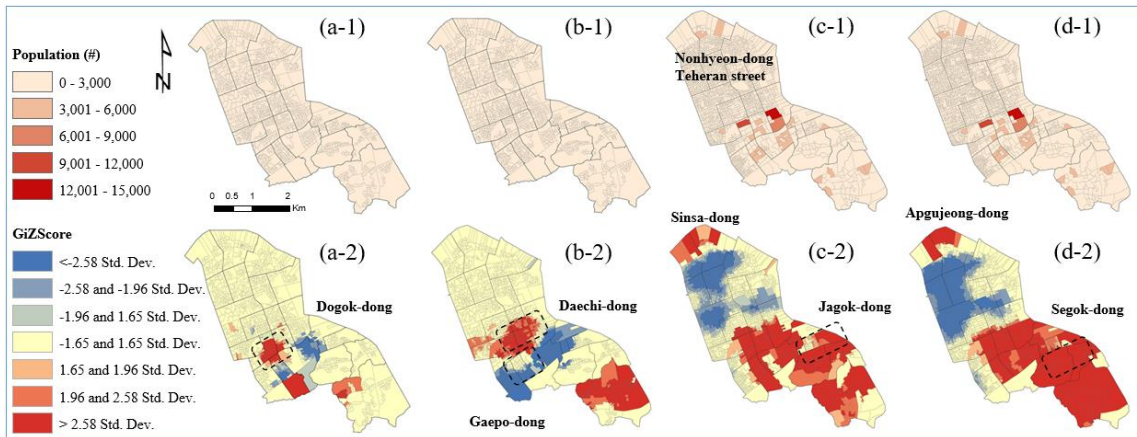 (a-1)
(b-1)
(c-1)
(d-1)
Population (#)
0 - 3,000
3,001 - 6,000
6,001 - 9,000
9,001 - 12,000
12,001 - 15,000
N
Nonhyeon-dong
Teheran street
0 0.5 1 2
Km
Sinsa-dong
Apgujeong-dong
GiZScore
<-2.58 Std. Dev.
-2.58 and -1.96 Std. Dev.
-1.96 and 1.65 Std. Dev.
-1.65 and 1.65 Std. Dev.
1.65 and 1.96 Std. Dev.
1.96 and 2.58 Std. Dev.
> 2.58 Std. Dev.
(a-2)
(b-2)
(c-2)
(d-2)
Dogok-dong
Daechi-dong
Jagok-dong
Segok-dong
Gaepo-dong